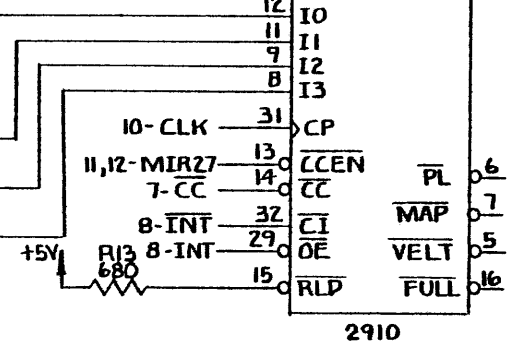 12 I0
11 I1
9 I2
8 I3
10-CLK 31 CP
11,12-MIR27 13 CCEN
7-CC 14 CC
8-INT 32 CI
8-INT 29 OE
+5V R13 680
15 RLD
PL 6
MAP 7
VELT 5
FULL 16
2910